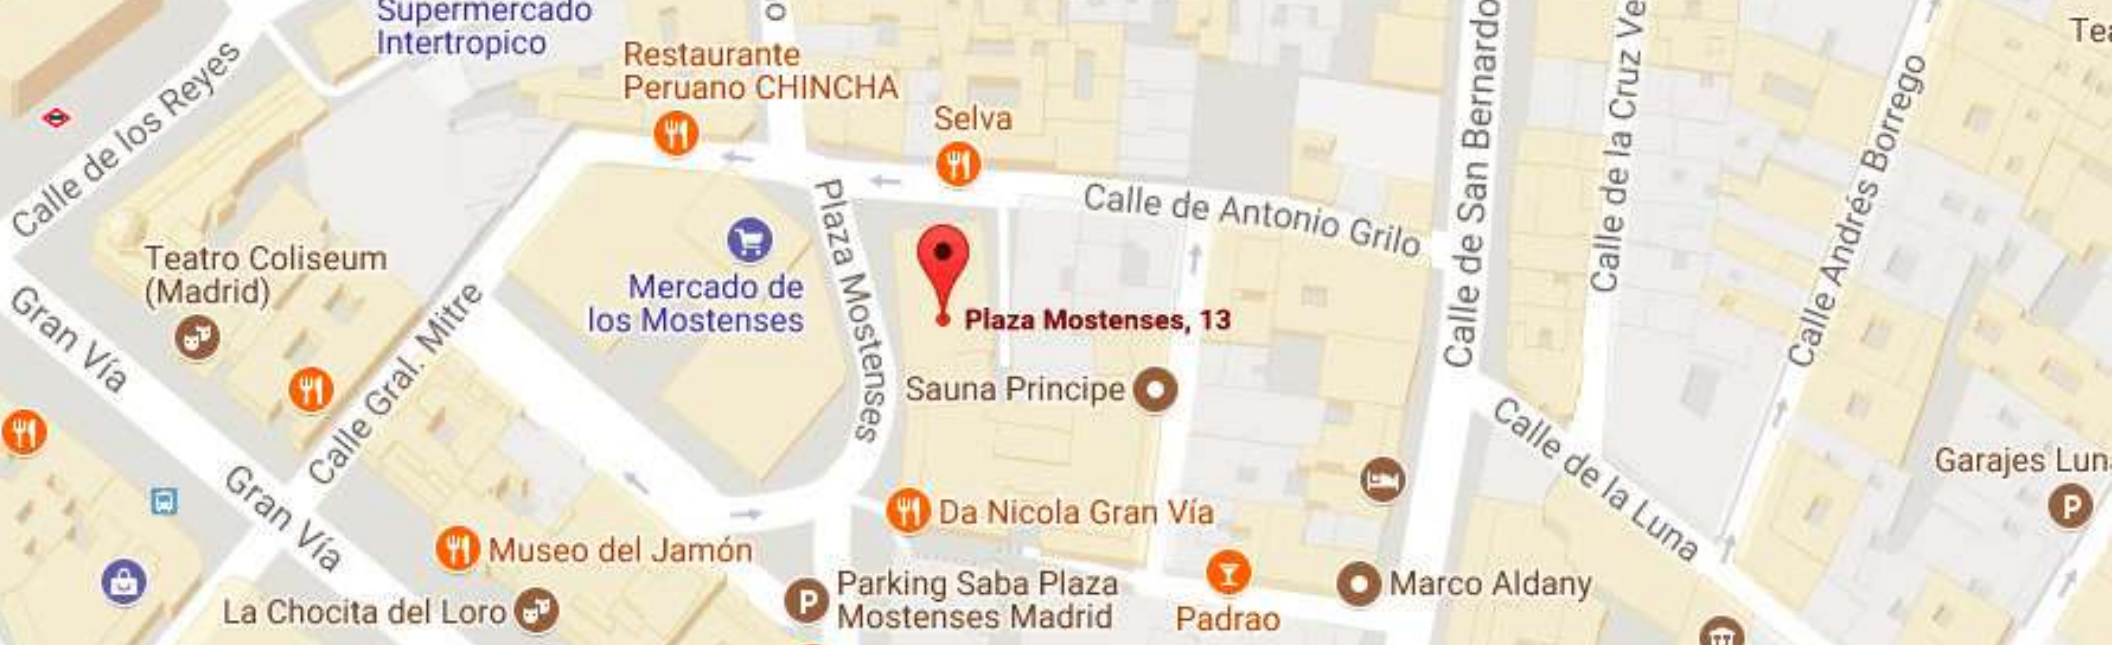 Supermercado
Intertropico
Restaurante
Peruano CHINCHA
Selva
Calle de los Reyes
Calle de Antonio Grilo
Calle de San Bernardo
Calle de la Cruz Ve
Calle Andrés Borrego
Tea
Teatro Coliseum
(Madrid)
Plaza Mostenses
Mercado de
los Mostenses
Plaza Mostenses, 13
Gran Vía
Calle Gral. Mitre
Sauna Principe
Calle de la Luna
Garajes Luna
P
Gran Vía
Da Nicola Gran Vía
Museo del Jamón
La Chocita del Loro
P
Parking Saba Plaza
Mostenses Madrid
Padrao
Marco Aldany